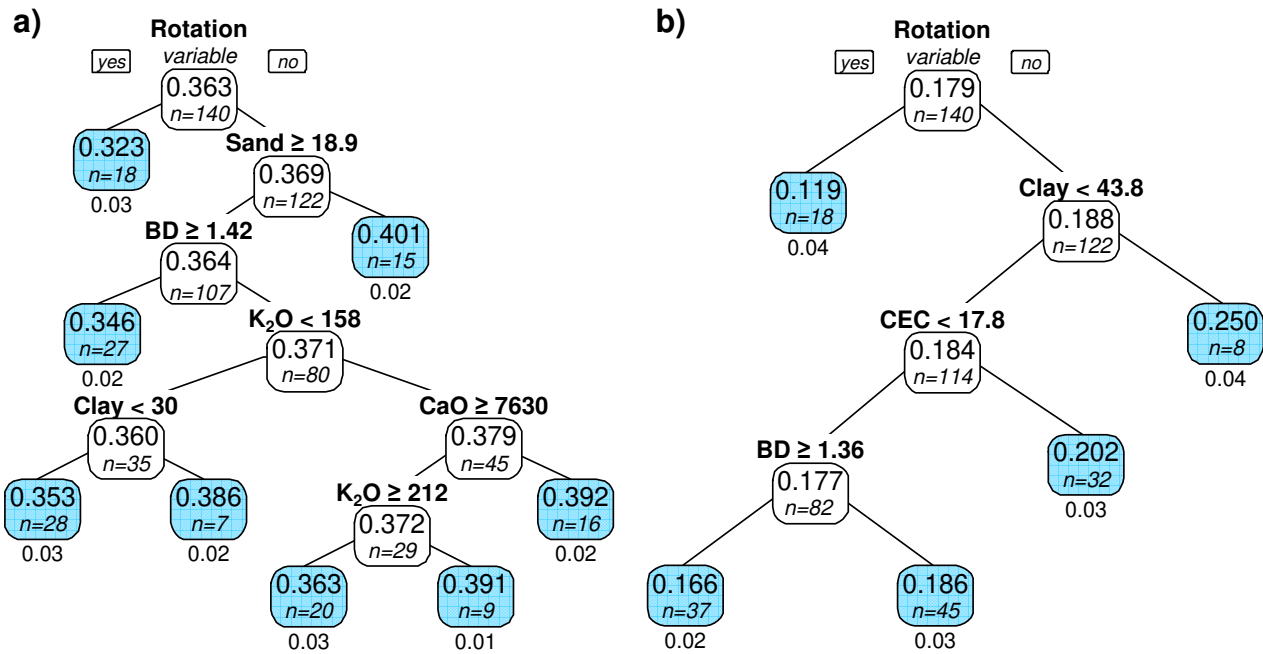 a)
Rotation
yes variable no
0.363
n=140
0.323
n=18
0.03
Sand ≥ 18.9
0.369
n=122
BD ≥ 1.42
0.364
n=107
0.401
n=15
0.02
0.346
n=27
0.02
K₂O < 158
0.371
n=80
Clay < 30
0.360
n=35
CaO ≥ 7630
0.379
n=45
0.353
n=28
0.03
0.386
n=7
0.02
K₂O ≥ 212
0.372
n=29
0.392
n=16
0.02
0.363
n=20
0.03
0.391
n=9
0.01
b)
Rotation
yes variable no
0.179
n=140
0.119
n=18
0.04
Clay < 43.8
0.188
n=122
CEC < 17.8
0.184
n=114
0.250
n=8
0.04
BD ≥ 1.36
0.177
n=82
0.202
n=32
0.03
0.166
n=37
0.02
0.186
n=45
0.03